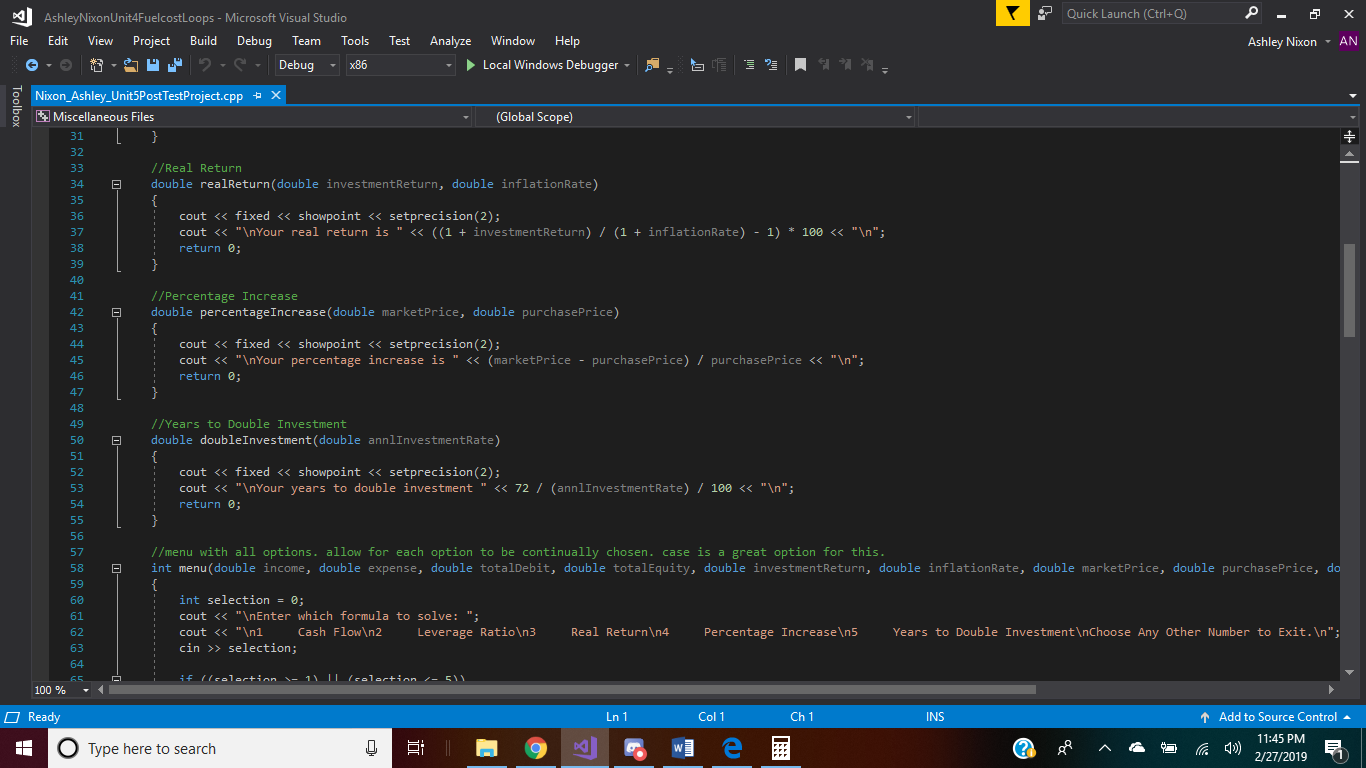 AshleyNixonUnit4FuelcostLoops - Microsoft Visual Studio
Quick Launch (Ctrl+Q)
File Edit View Project Build Debug Team Tools Test Analyze Window Help
Ashley Nixon AN
Debug x86 Local Windows Debugger
Toolbox
Nixon_Ashley_Unit5PostTestProject.cpp
Miscellaneous Files (Global Scope)
31 }
32
33 //Real Return
34 double realReturn(double investmentReturn, double inflationRate)
35 {
36 cout << fixed << showpoint << setprecision(2);
37 cout << "\nYour real return is " << ((1 + investmentReturn) / (1 + inflationRate) - 1) * 100 << "\n";
38 return 0;
39 }
40
41 //Percentage Increase
42 double percentageIncrease(double marketPrice, double purchasePrice)
43 {
44 cout << fixed << showpoint << setprecision(2);
45 cout << "\nYour percentage increase is " << (marketPrice - purchasePrice) / purchasePrice << "\n";
46 return 0;
47 }
48
49 //Years to Double Investment
50 double doubleInvestment(double annlInvestmentRate)
51 {
52 cout << fixed << showpoint << setprecision(2);
53 cout << "\nYour years to double investment " << 72 / (annlInvestmentRate) / 100 << "\n";
54 return 0;
55 }
56
57 //menu with all options. allow for each option to be continually chosen. case is a great option for this.
58 int menu(double income, double expense, double totalDebit, double totalEquity, double investmentReturn, double inflationRate, double marketPrice, double purchasePrice, do
59 {
60 int selection = 0;
61 cout << "\nEnter which formula to solve: ";
62 cout << "\n1 Cash Flow\n2 Leverage Ratio\n3 Real Return\n4 Percentage Increase\n5 Years to Double Investment\nChoose Any Other Number to Exit.\n";
63 cin >> selection;
64
65 if ((selection >= 1) || (selection <= 5))
100 %
Ready Ln 1 Col 1 Ch 1 INS Add to Source Control
Type here to search
11:45 PM
2/27/2019
1